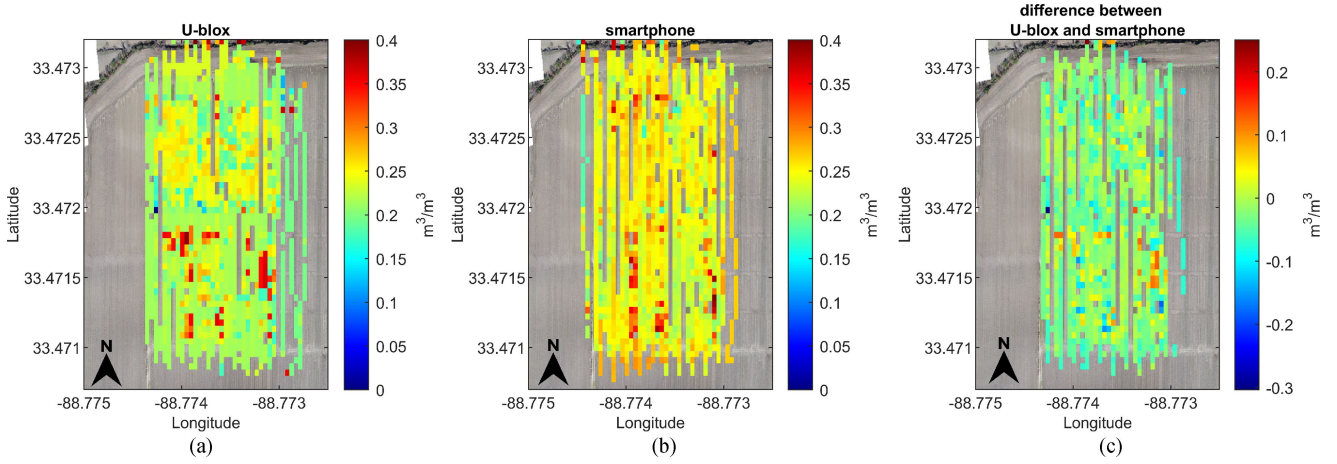 U-blox
33.473
33.4725
33.472
33.4715
33.471
Latitude
-88.775
-88.774
-88.773
Longitude
N
0.4
0.35
0.3
0.25
0.2
0.15
0.1
0.05
0
m³/m³
(a)
smartphone
33.473
33.4725
33.472
33.4715
33.471
Latitude
-88.775
-88.774
-88.773
Longitude
N
0.4
0.35
0.3
0.25
0.2
0.15
0.1
0.05
0
m³/m³
(b)
difference between
U-blox and smartphone
33.473
33.4725
33.472
33.4715
33.471
Latitude
-88.775
-88.774
-88.773
Longitude
N
0.2
0.1
0
-0.1
-0.2
-0.3
m³/m³
(c)